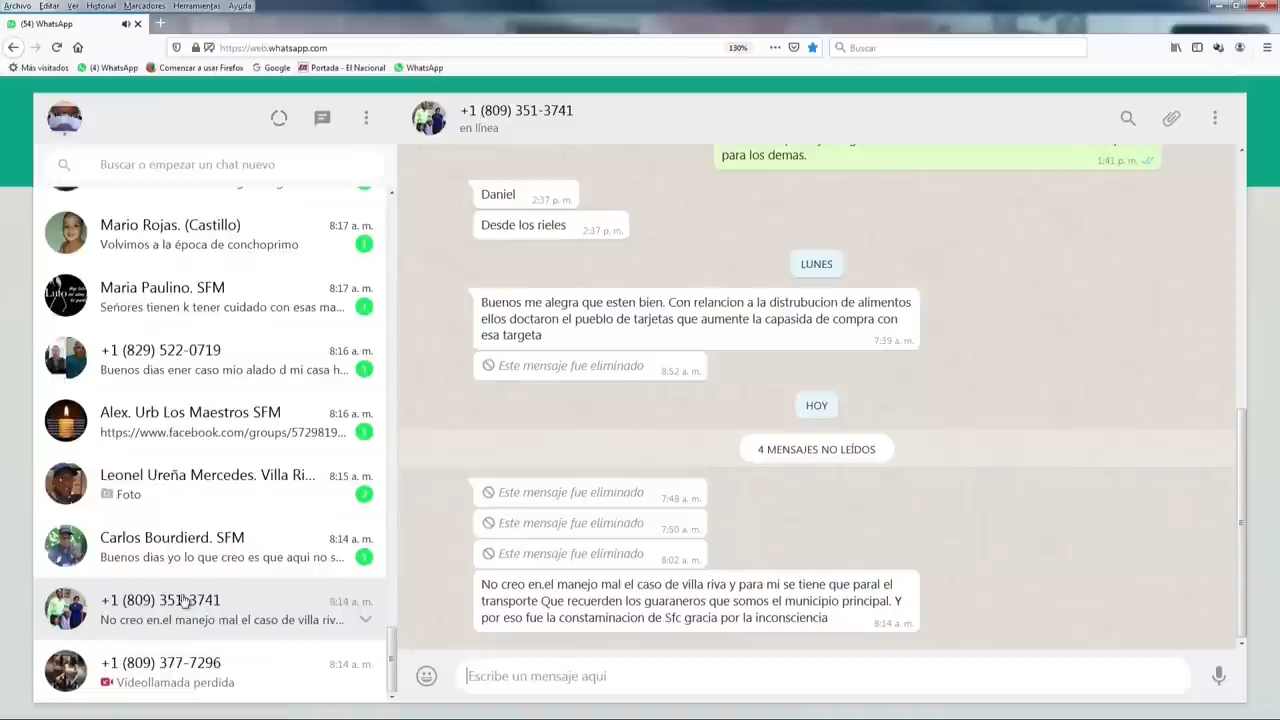 Archivo Editar Ver Historial Marcadores Herramientas Ayuda
(54) WhatsApp
https://web.whatsapp.com
130%
Buscar
Más visitados
(4) WhatsApp
Comenzar a usar Firefox
Google
Portada - El Nacional
WhatsApp
Buscar o empezar un chat nuevo
Mario Rojas. (Castillo)
8:17 a. m.
Volvimos a la época de conchoprimo
1
Maria Paulino. SFM
8:17 a. m.
Señores tienen k tener cuidado con esas ma...
1
+1 (829) 522-0719
8:16 a. m.
Buenos dias ener caso mio alado d mi casa h...
1
Alex. Urb Los Maestros SFM
8:16 a. m.
https://www.facebook.com/groups/5729819...
1
Leonel Ureña Mercedes. Villa Ri...
8:15 a. m.
Foto
2
Carlos Bourdierd. SFM
8:14 a. m.
Buenos dias yo lo que creo es que aqui no s...
1
+1 (809) 351-3741
8:14 a. m.
No creo en.el manejo mal el caso de villa riv...
+1 (809) 377-7296
8:14 a. m.
Videollamada perdida
+1 (809) 351-3741
en línea
para los demas.
1:41 p. m.
Daniel
2:37 p. m.
Desde los rieles
2:37 p. m.
LUNES
Buenos me alegra que esten bien. Con relancion a la distrubucion de alimentos
ellos doctaron el pueblo de tarjetas que aumente la capasida de compra con
esa targeta
7:39 a. m.
Este mensaje fue eliminado
8:52 a. m.
HOY
4 MENSAJES NO LEÍDOS
Este mensaje fue eliminado
7:48 a. m.
Este mensaje fue eliminado
7:50 a. m.
Este mensaje fue eliminado
8:02 a. m.
No creo en.el manejo mal el caso de villa riva y para mi se tiene que paral el
transporte Que recuerden los guaraneros que somos el municipio principal. Y
por eso fue la constaminacion de Sfc gracia por la inconsciencia
8:14 a. m.
Escribe un mensaje aquí